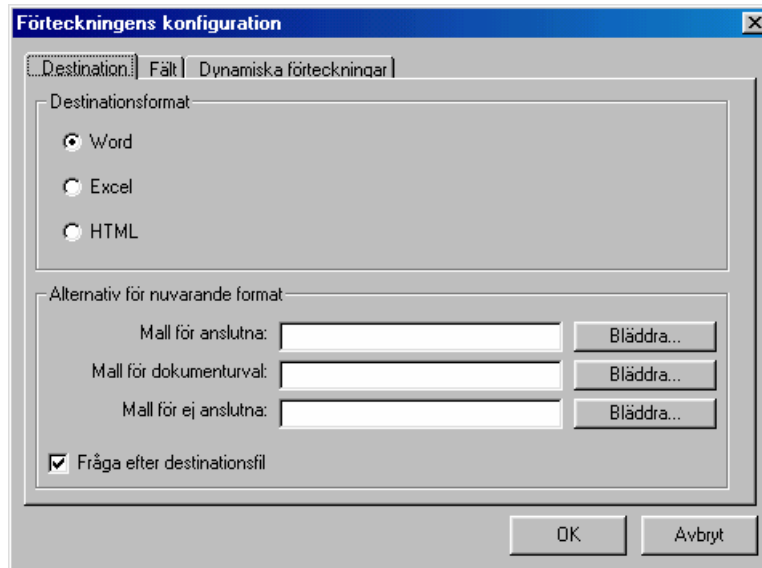 Förteckningens konfiguration
Destination Fält Dynamiska förteckningar
Destinationsformat
Word
Excel
HTML
Alternativ för nuvarande format
Mall för anslutna: Bläddra...
Mall för dokumenturval: Bläddra...
Mall för ej anslutna: Bläddra...
Fråga efter destinationsfil
OK Avbryt